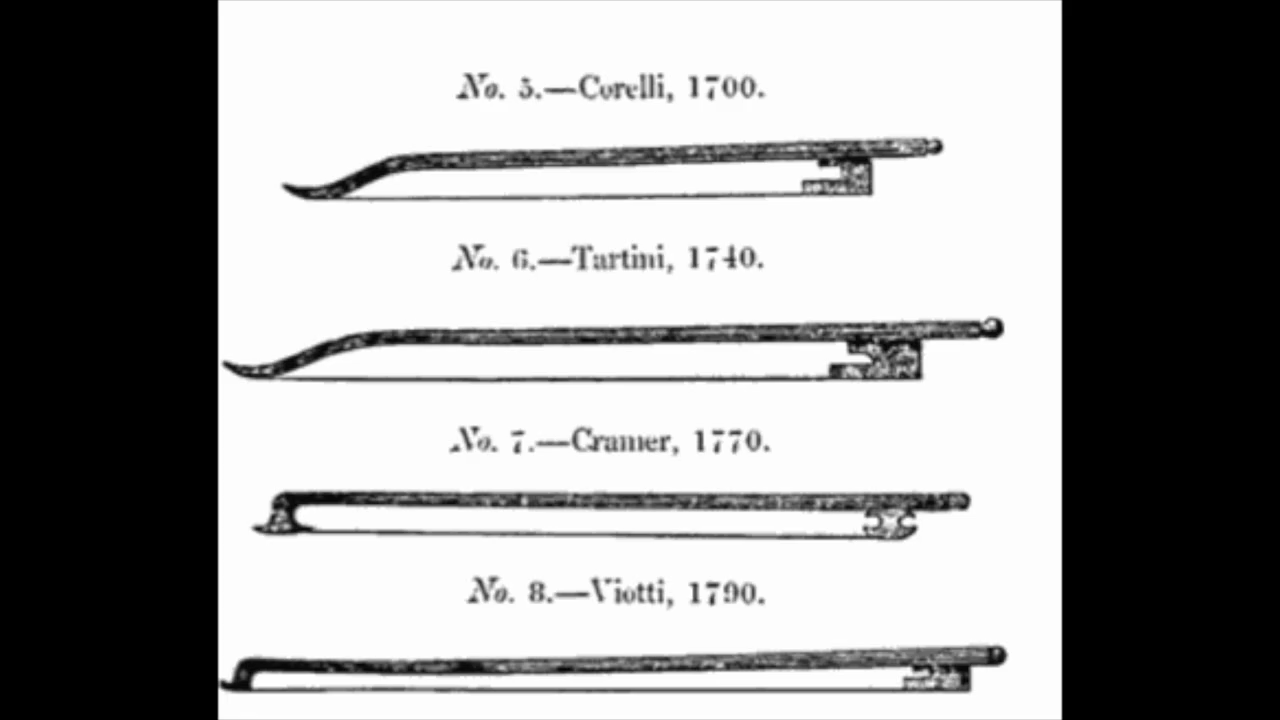 No. 5.—Corelli, 1700.
No. 6.—Tartini, 1740.
No. 7.—Cramer, 1770.
No. 8.—Viotti, 1790.